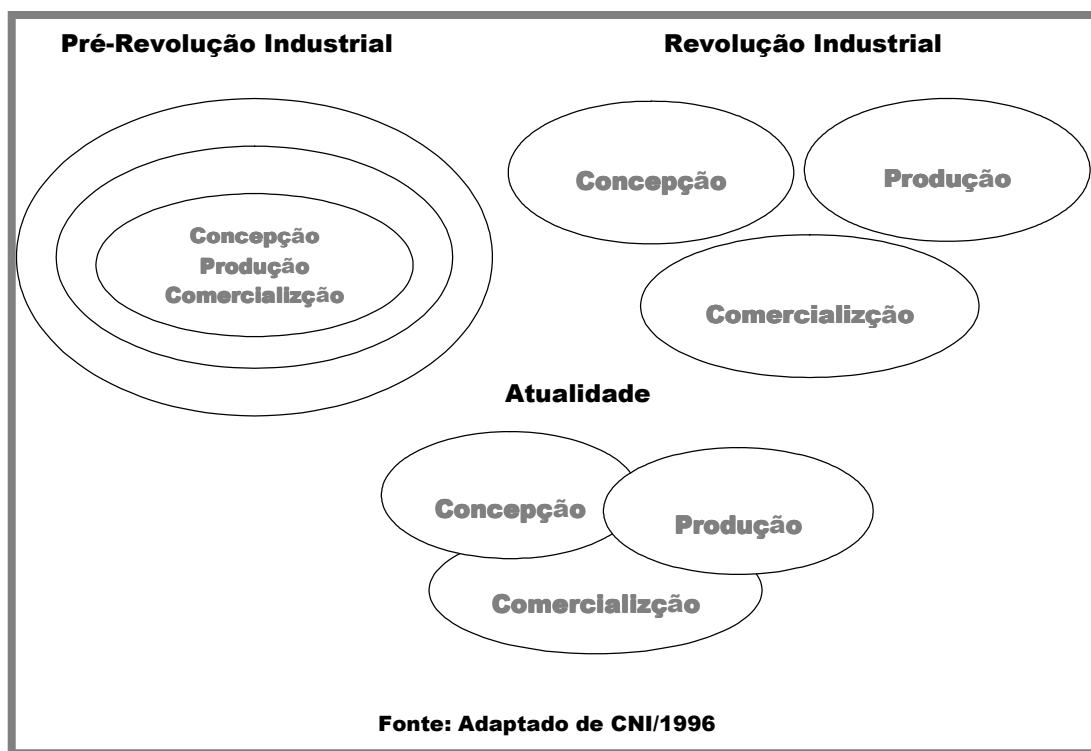 Pré-Revolução Industrial
Revolução Industrial
Concepção
Produção
Comercializção
Concepção
Produção
Comercializção
Atualidade
Concepção
Produção
Comercializção
Fonte: Adaptado de CNI/1996